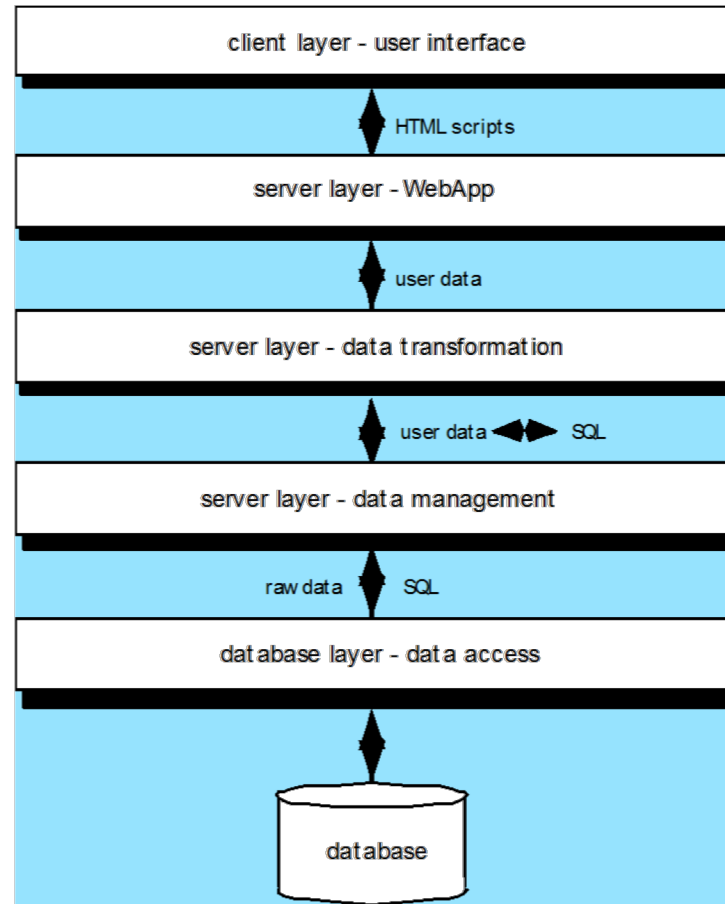 client layer - user interface
HTML scripts
server layer - WebApp
user data
server layer - data transformation
user data SQL
server layer - data management
raw data SQL
database layer - data access
database